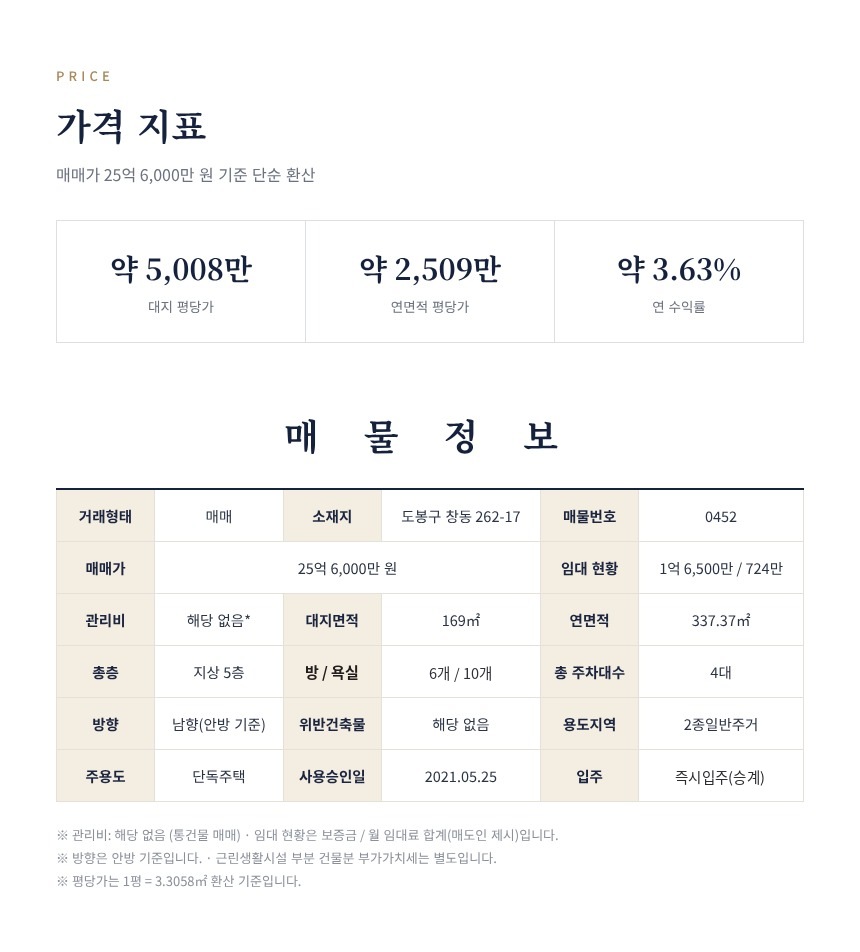 PRICE
가격 지표
매매가 25억 6,000만 원 기준 단순 환산
약 5,008만 약 2,509만 약 3.63%
대지 평당가 연면적 평당가 연 수익률
매 물 정 보
거래형태 매매 소재지 도봉구 창동 262-17 매물번호 0452
매매가 25억 6,000만 원 임대 현황 1억 6,500만 / 724만
관리비 해당 없음* 대지면적 169㎡ 연면적 337.37㎡
총층 지상 5층 방 / 욕실 6개 / 10개 총 주차대수 4대
방향 남향(안방 기준) 위반건축물 해당 없음 용도지역 2종일반주거
주용도 단독주택 사용승인일 2021.05.25 입주 즉시입주(승계)
※ 관리비: 해당 없음 (통건물 매매) · 임대 현황은 보증금 / 월 임대료 합계(매도인 제시)입니다.
※ 방향은 안방 기준입니다. · 근린생활시설 부분 건물분 부가가치세는 별도입니다.
※ 평당가는 1평 = 3.3058㎡ 환산 기준입니다.